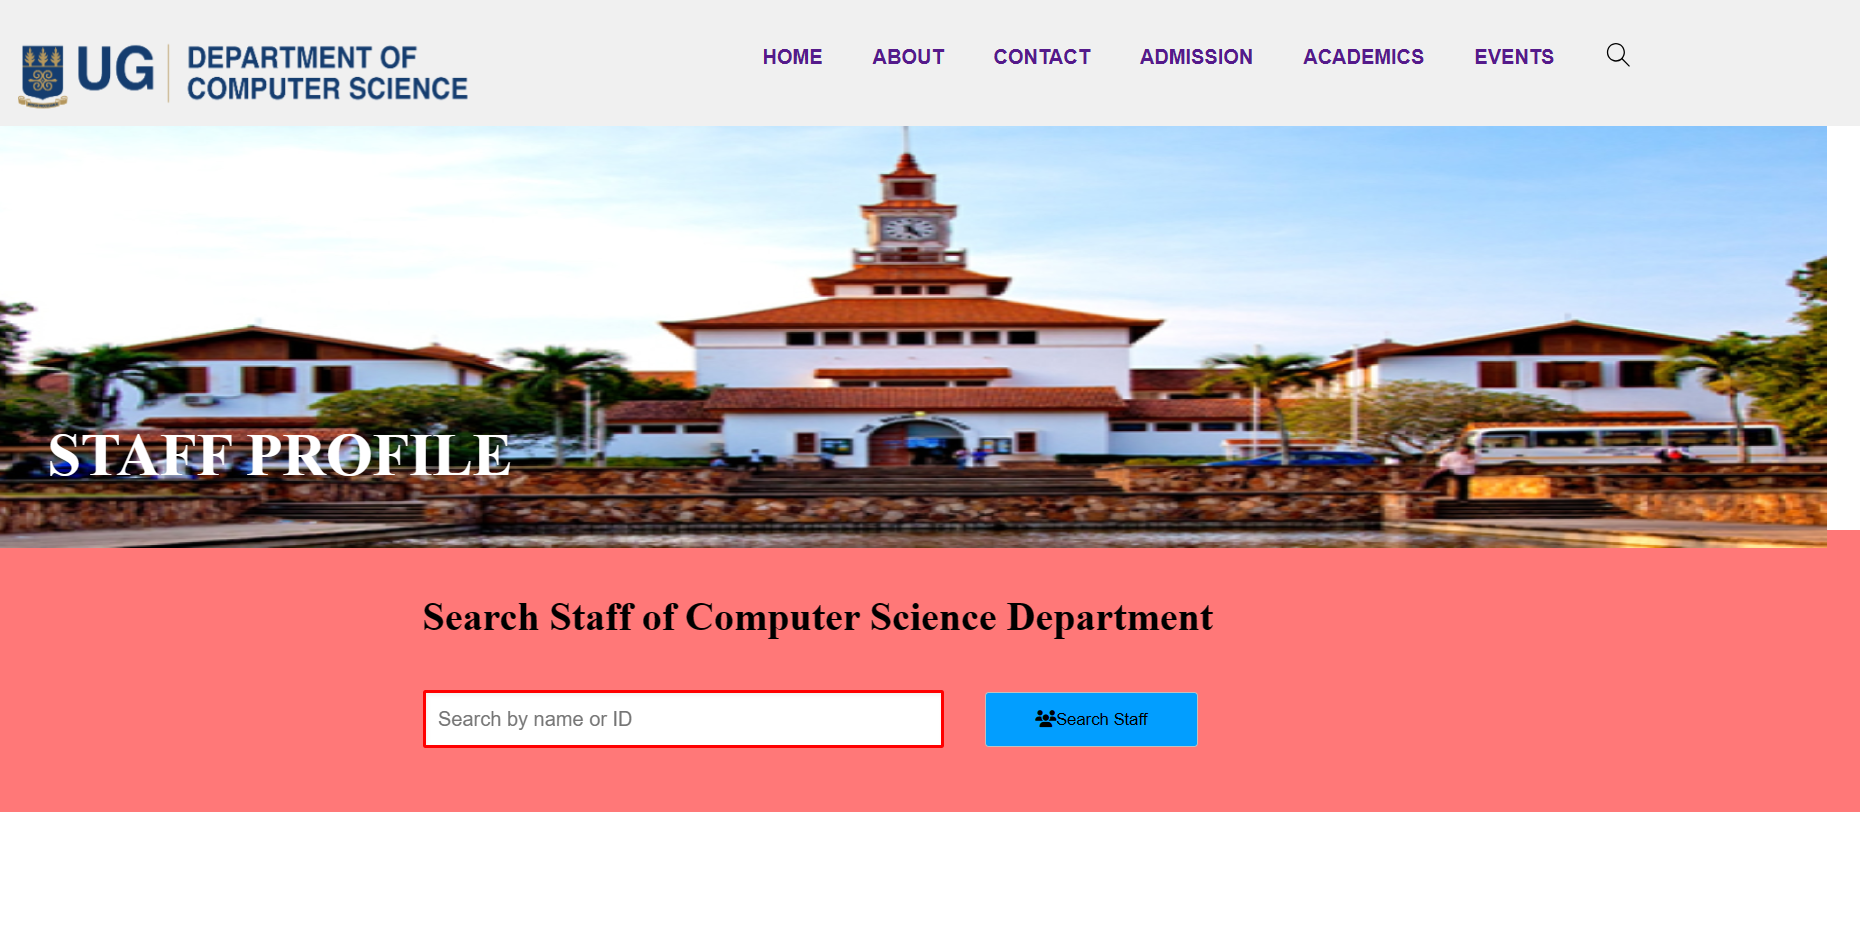 UG
DEPARTMENT OF
COMPUTER SCIENCE
HOME
ABOUT
CONTACT
ADMISSION
ACADEMICS
EVENTS
STAFF PROFILE
Search Staff of Computer Science Department
Search by name or ID
Search Staff